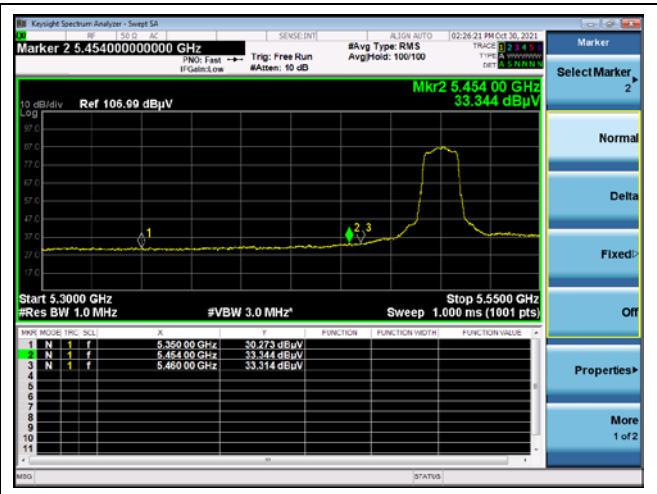 Keysight Spectrum Analyzer - Swept SA
RF 50 Ω AC SENSE:INT ALIGN AUTO 02:26:21 PM Oct 30, 2021
Marker 2 5.454000000000 GHz
PNO: Fast Trig: Free Run
IFGain:Low #Atten: 10 dB
#Avg Type: RMS
Avg|Hold: 100/100
TRACE 1 2 3 4 5 6
TYPE A WWWWW
DET A S N N N N
Mkr2 5.454 00 GHz
33.344 dBµV
10 dB/div Ref 106.99 dBµV
Log
97.0
87.0
77.0
67.0
57.0
47.0
37.0
27.0
17.0
1
2
3
Start 5.3000 GHz Stop 5.5500 GHz
#Res BW 1.0 MHz #VBW 3.0 MHz* Sweep 1.000 ms (1001 pts)
MKR MODE TRC SCL X Y FUNCTION FUNCTION WIDTH FUNCTION VALUE
1 N 1 f 5.350 00 GHz 30.273 dBµV
2 N 1 f 5.454 00 GHz 33.344 dBµV
3 N 1 f 5.460 00 GHz 33.314 dBµV
4
5
6
7
8
9
10
11
MSG STATUS
Marker
Select Marker
2
Normal
Delta
Fixed
Off
Properties
More
1 of 2